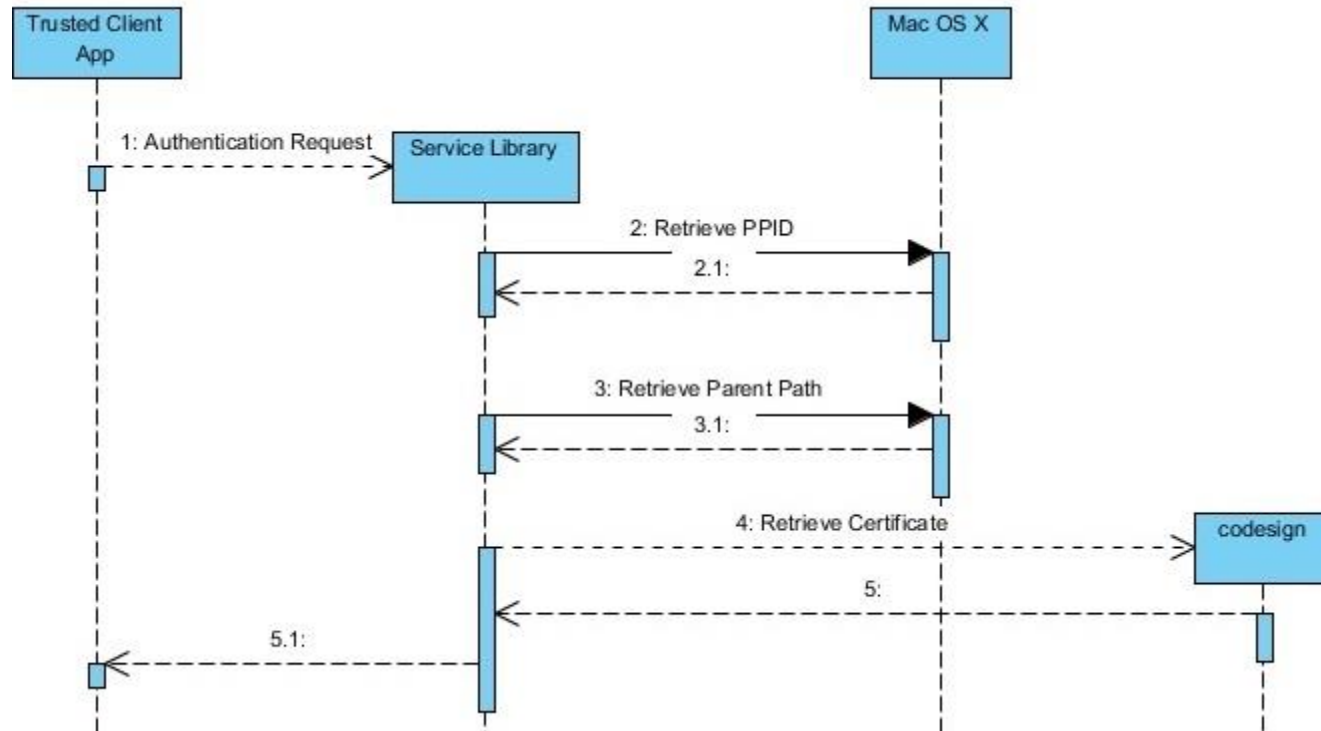 Trusted Client
App
Mac OS X
1: Authentication Request
Service Library
2: Retrieve PPID
2.1:
3: Retrieve Parent Path
3.1:
4: Retrieve Certificate
codesign
5:
5.1: